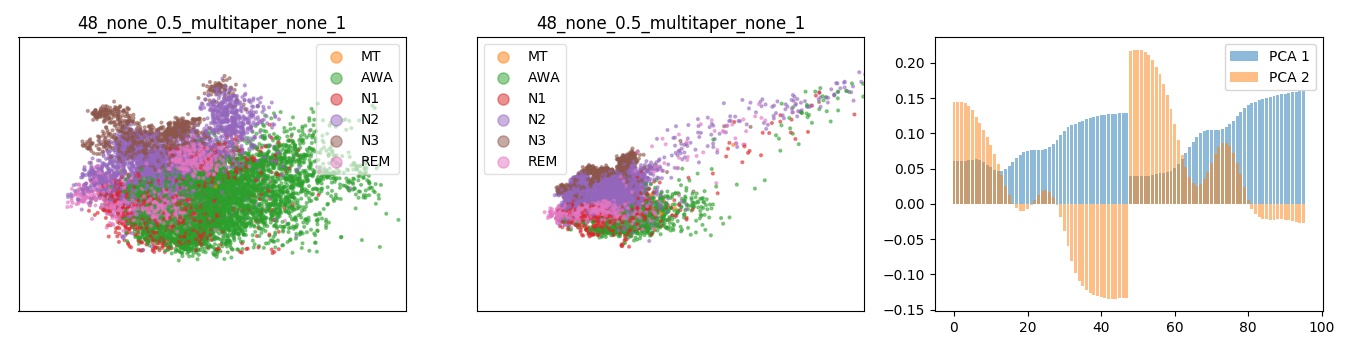 48_none_0.5_multitaper_none_1
MT
AWA
N1
N2
N3
REM
48_none_0.5_multitaper_none_1
MT
AWA
N1
N2
N3
REM
PCA 1
PCA 2
0.20
0.15
0.10
0.05
0.00
−0.05
−0.10
−0.15
0 20 40 60 80 100